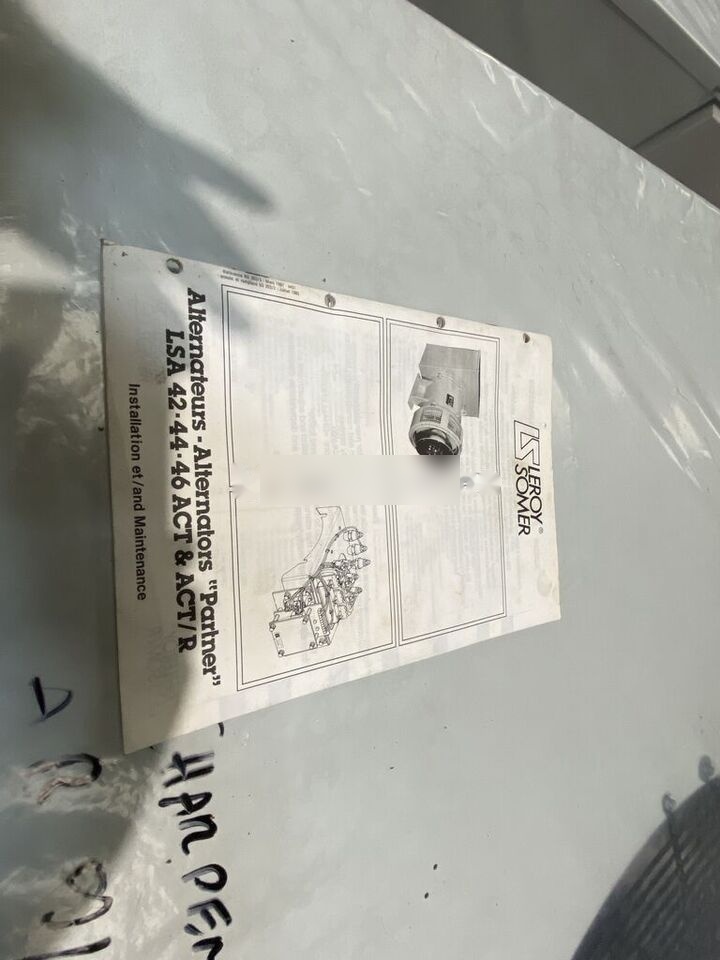 LEROY®
SOMER
Alternateurs - Alternators "Partner"
LSA 42-44-46 ACT & ACT/R
Installation et/and Maintenance